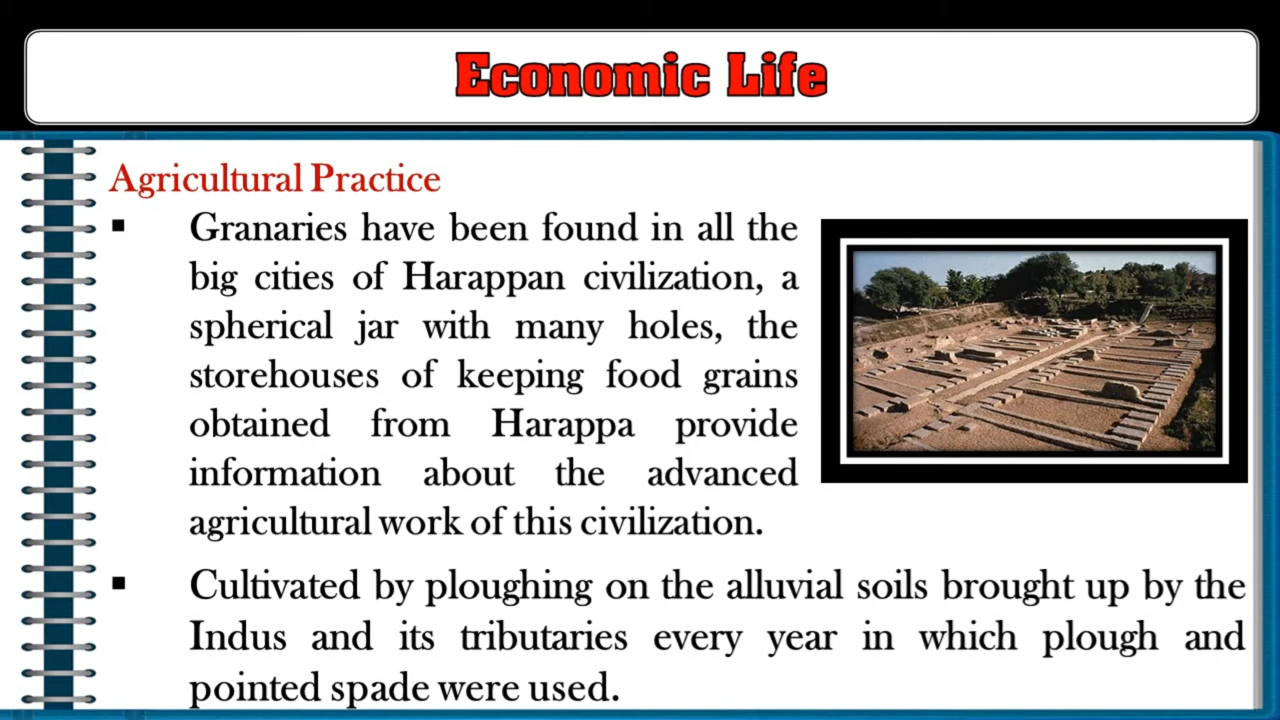 Economic Life
Agricultural Practice
▪ Granaries have been found in all the
big cities of Harappan civilization, a
spherical jar with many holes, the
storehouses of keeping food grains
obtained from Harappa provide
information about the advanced
agricultural work of this civilization.
▪ Cultivated by ploughing on the alluvial soils brought up by the
Indus and its tributaries every year in which plough and
pointed spade were used.